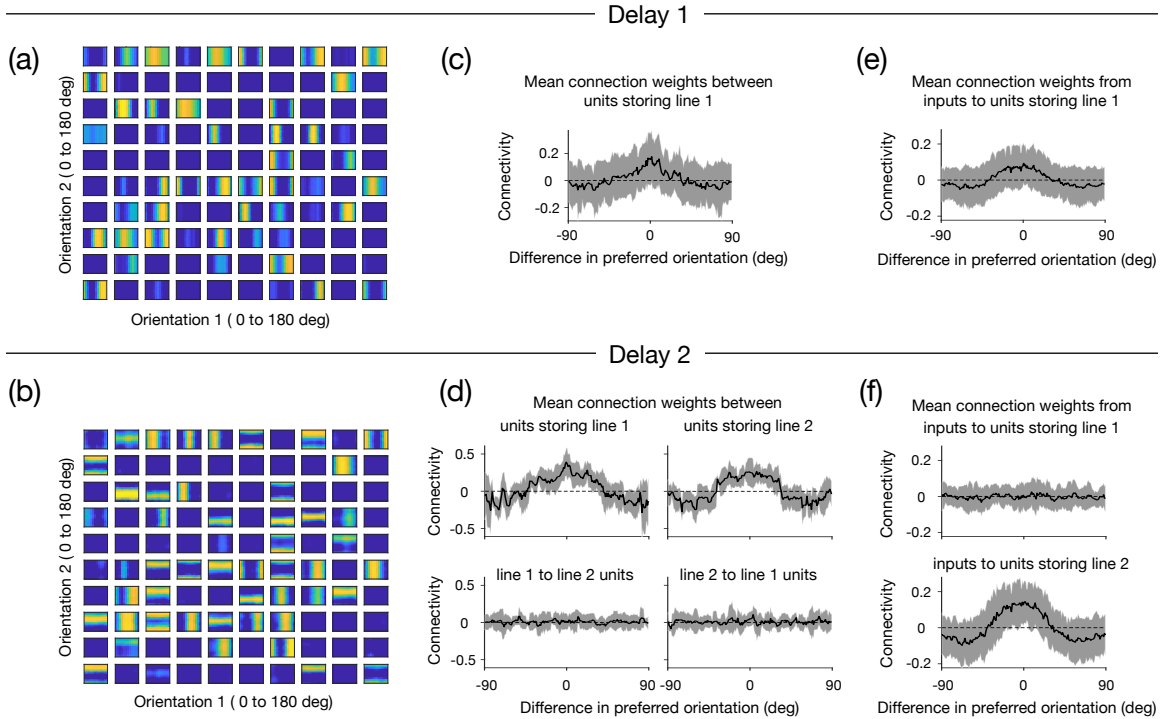 Delay 1
(a)
Orientation 2 ( 0 to 180 deg)
Orientation 1 ( 0 to 180 deg)
(c)
Mean connection weights between
units storing line 1
Connectivity
0.2
0
-0.2
-90
0
90
Difference in preferred orientation (deg)
(e)
Mean connection weights from
inputs to units storing line 1
Connectivity
0.2
0
-0.2
-90
0
90
Difference in preferred orientation (deg)
Delay 2
(b)
Orientation 2 ( 0 to 180 deg)
Orientation 1 ( 0 to 180 deg)
(d)
Mean connection weights between
units storing line 1
units storing line 2
Connectivity
0.5
0
-0.5
line 1 to line 2 units
line 2 to line 1 units
Connectivity
0.5
0
-0.5
-90
0
90
-90
0
90
Difference in preferred orientation (deg)
(f)
Mean connection weights from
inputs to units storing line 1
Connectivity
0.2
0
-0.2
inputs to units storing line 2
Connectivity
0.2
0
-0.2
-90
0
90
Difference in preferred orientation (deg)